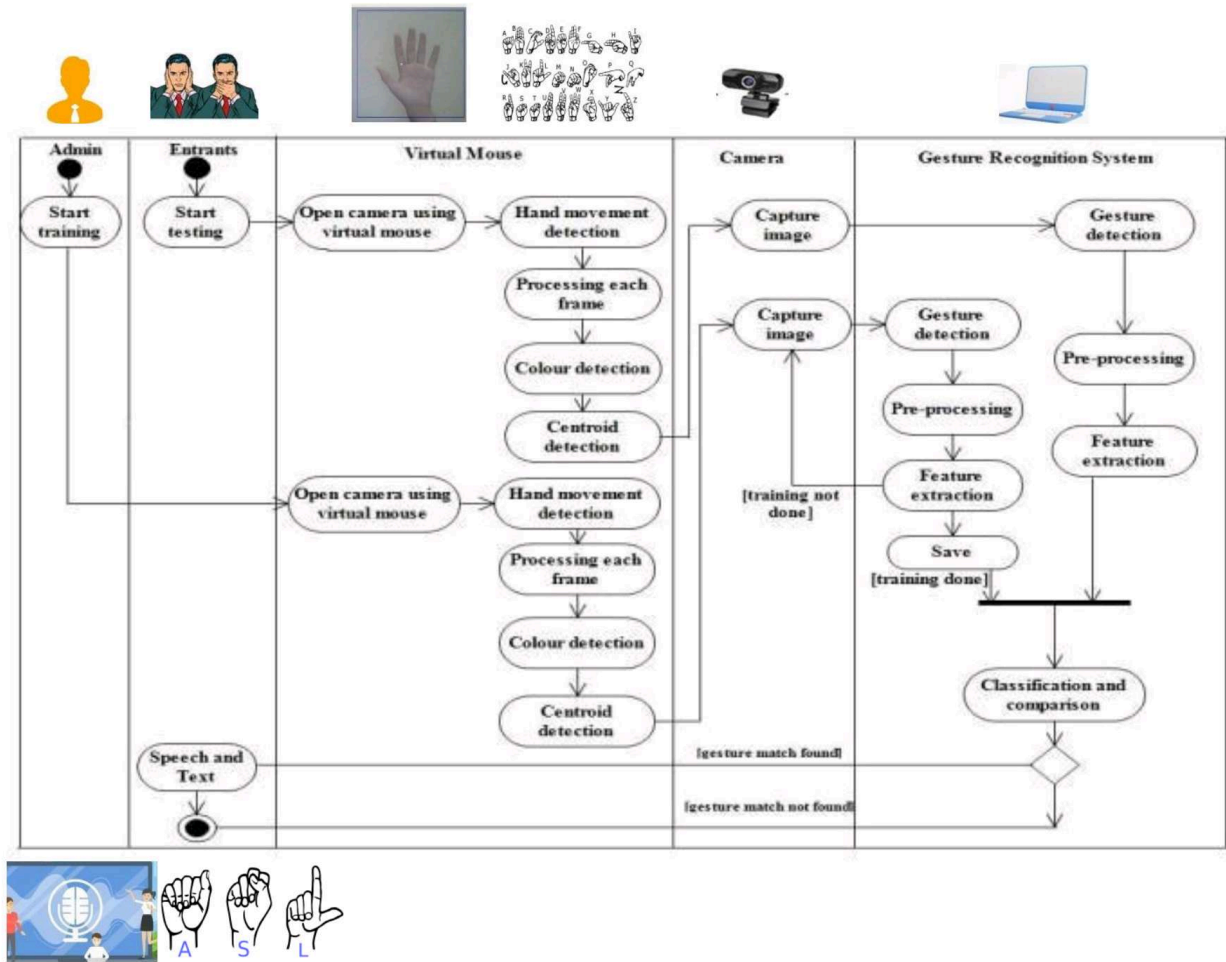 A B C D E F G H I
J K L M N O P Q
R S T U V W X Y Z
Admin
Entrants
Virtual Mouse
Camera
Gesture Recognition System
Start
training
Start
testing
Open camera using
virtual mouse
Hand movement
detection
Capture
image
Gesture
detection
Processing each
frame
Capture
image
Gesture
detection
Pre-processing
Colour detection
Pre-processing
Centroid
detection
Feature
extraction
Open camera using
virtual mouse
Hand movement
detection
[training not
done]
Feature
extraction
Processing each
frame
Save
[training done]
Colour detection
Classification and
comparison
Centroid
detection
Speech and
Text
[gesture match found]
[gesture match not found]
A S L